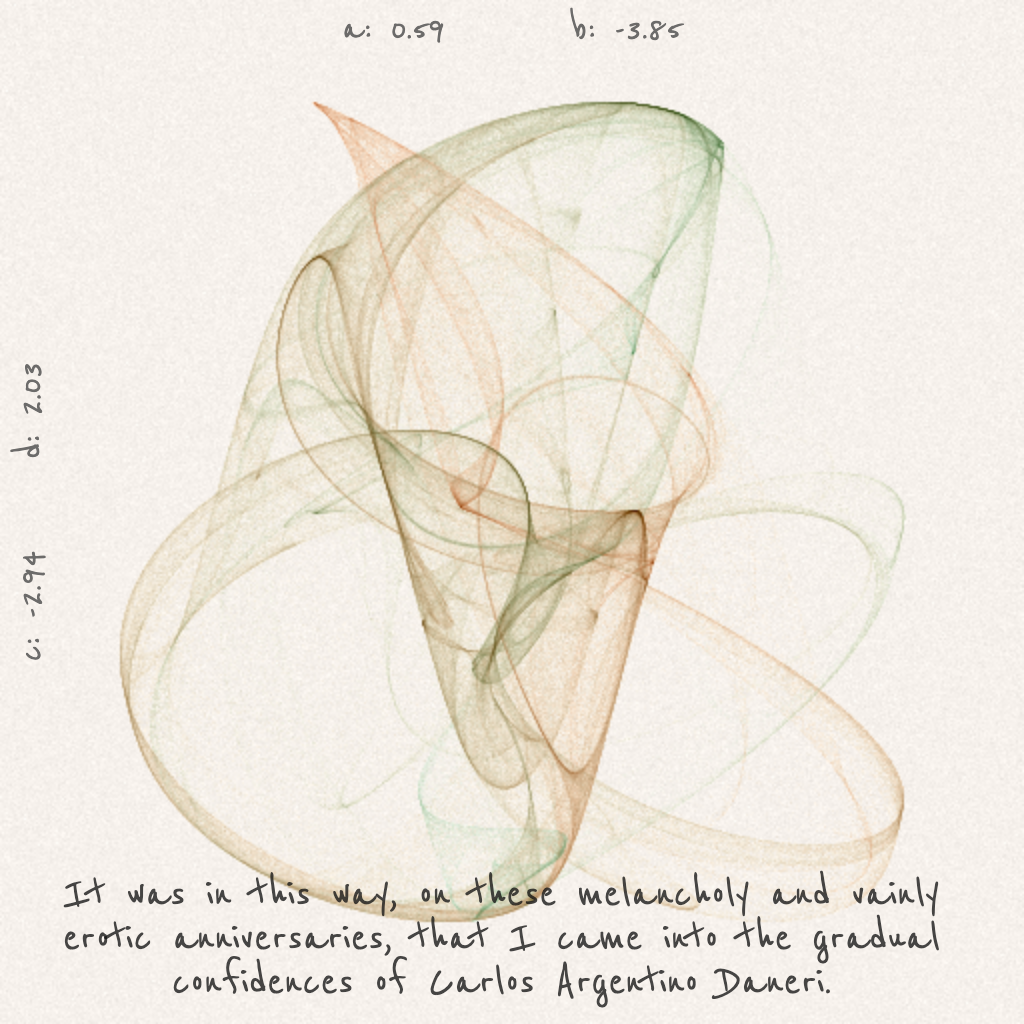 a: 0.59 b: -3.85
d: 2.03
c: -2.94
It was in this way, on these melancholy and vainly
erotic anniversaries, that I came into the gradual
confidences of Carlos Argentino Daneri.